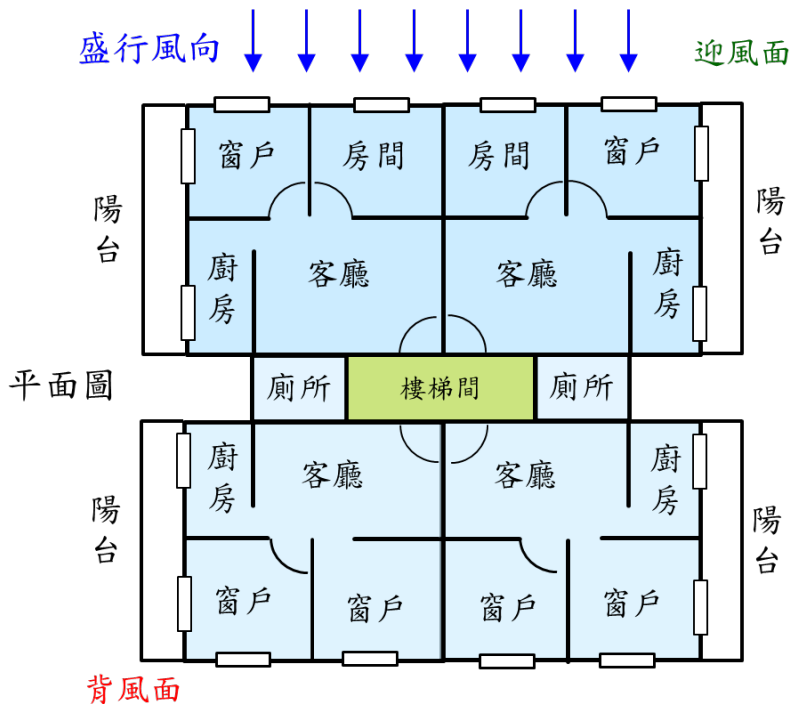 盛行風向
迎風面
窗戶 房間 房間 窗戶
陽台
陽台
廚房 客廳 客廳 廚房
平面圖
廁所 樓梯間 廁所
廚房 客廳 客廳 廚房
陽台
陽台
窗戶 窗戶 窗戶 窗戶
背風面